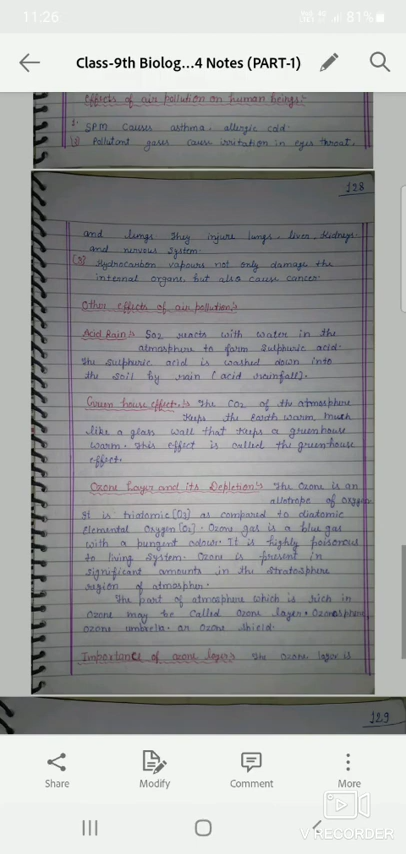 11:26
81%
Class-9th Biolog...4 Notes (PART-1)
Effects of air pollution on human beings:-
1. SPM causes asthma, allergic cold.
Pollutant gases cause irritation in eyes throat,
128
and lungs they injure lungs, liver, kidneys
and nervous system.
(3) Hydrocarbon vapours not only damage the
internal organs but also cause cancer.
Other effects of air pollution:
Acid Rain: SO2 reacts with water in the
atmosphere to form sulphuric acid.
The sulphuric acid is washed down into
the soil by rain (acid rainfall).
Green house effect: The CO2 of the atmosphere
keeps the Earth warm, much
like a glass wall that keeps a greenhouse
warm. This effect is called the greenhouse
effect.
Ozone Layer and its Depletion: The ozone is an
allotrope of oxygen
It is triatomic [O3] as compared to diatomic
elemental oxygen [O2]. Ozone gas is a blue gas
with a pungent odour. It is highly poisonous
to living system. Ozone is present in
significant amounts in the stratosphere
region of atmospher.
The part of atmosphere which is rich in
ozone may be called ozone layer, ozonosphere
ozone umbrella. or ozone shield.
Importance of ozone layer: The ozone layer is
129
Share
Modify
Comment
More
V RECORDER